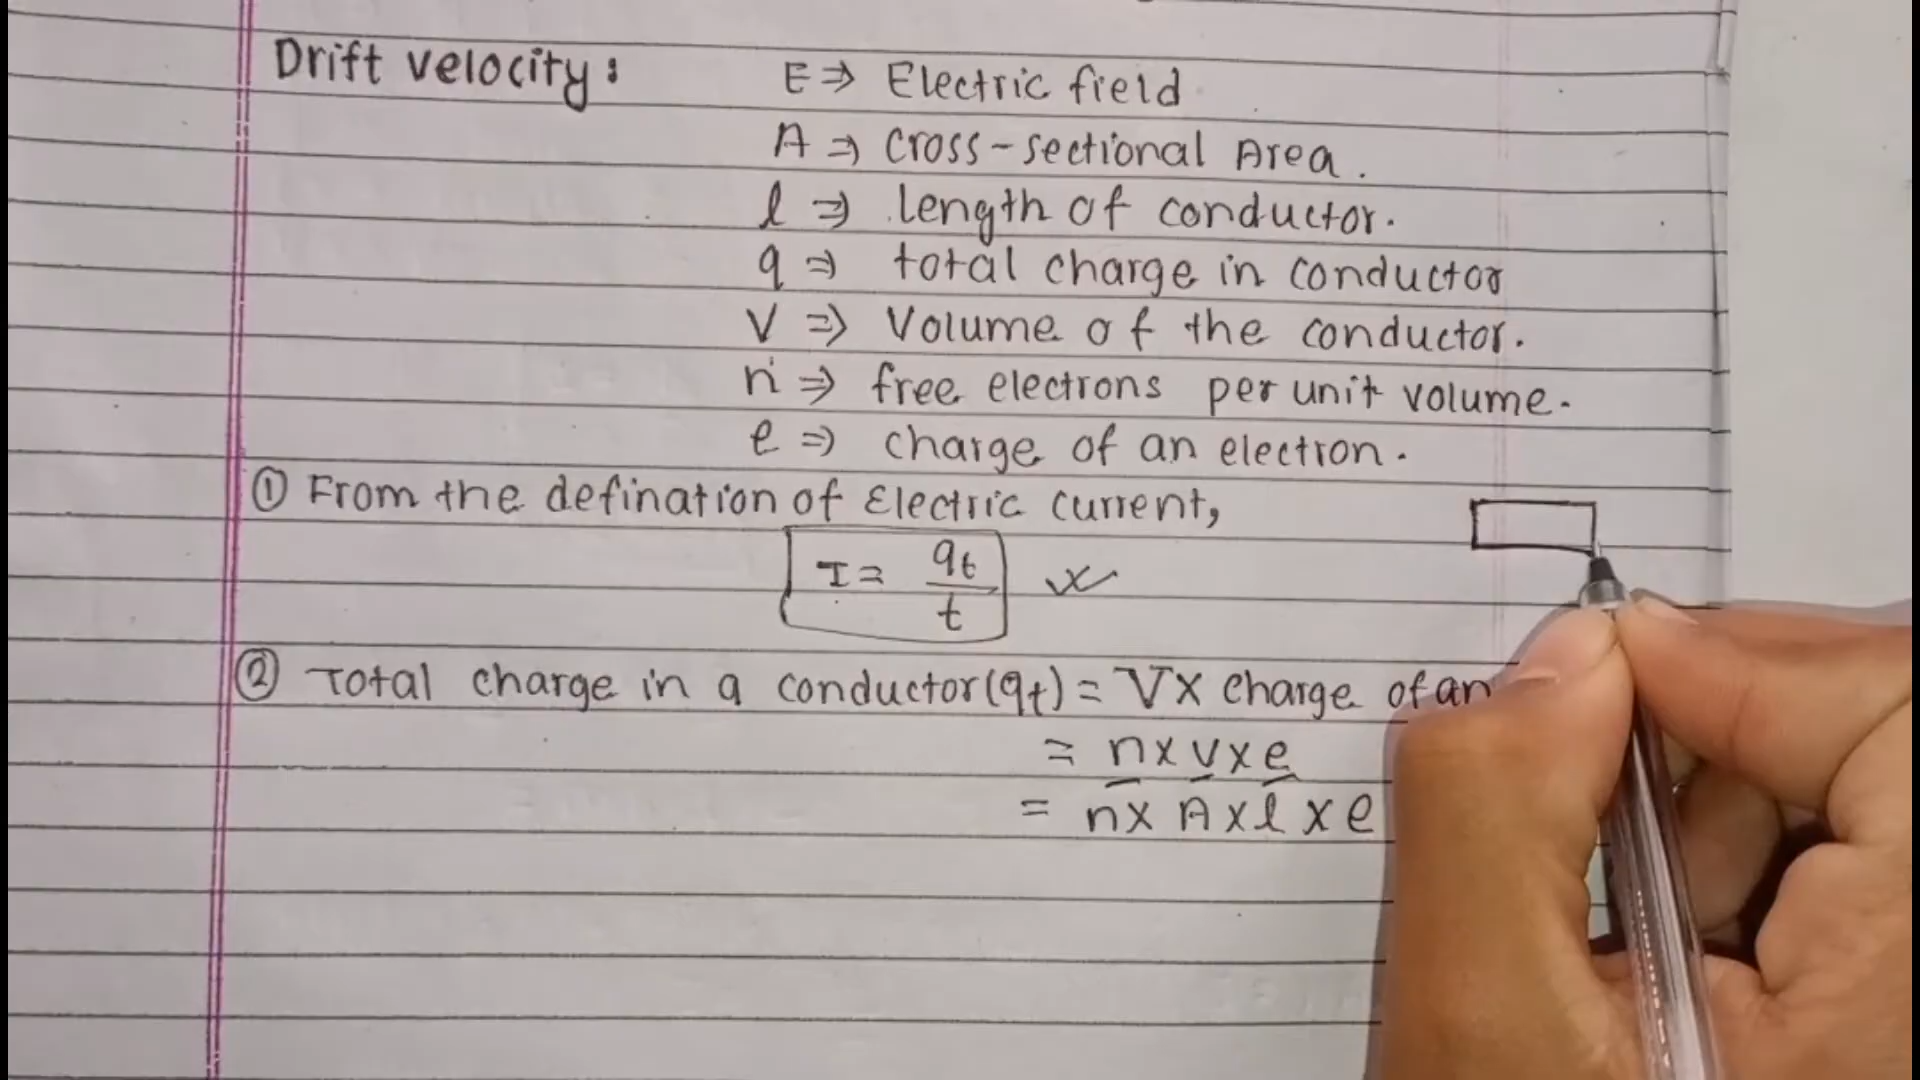 Drift velocity:
E ⇒ Electric field
A ⇒ Cross-sectional Area.
l ⇒ length of conductor.
q ⇒ total charge in conductor
V ⇒ Volume of the conductor.
n ⇒ free electrons per unit volume.
e ⇒ charge of an electron.
① From the defination of Electric current,
I = qt/t
② Total charge in a conductor (qt) = V x charge of an
= n x v x e
= n x A x l x e